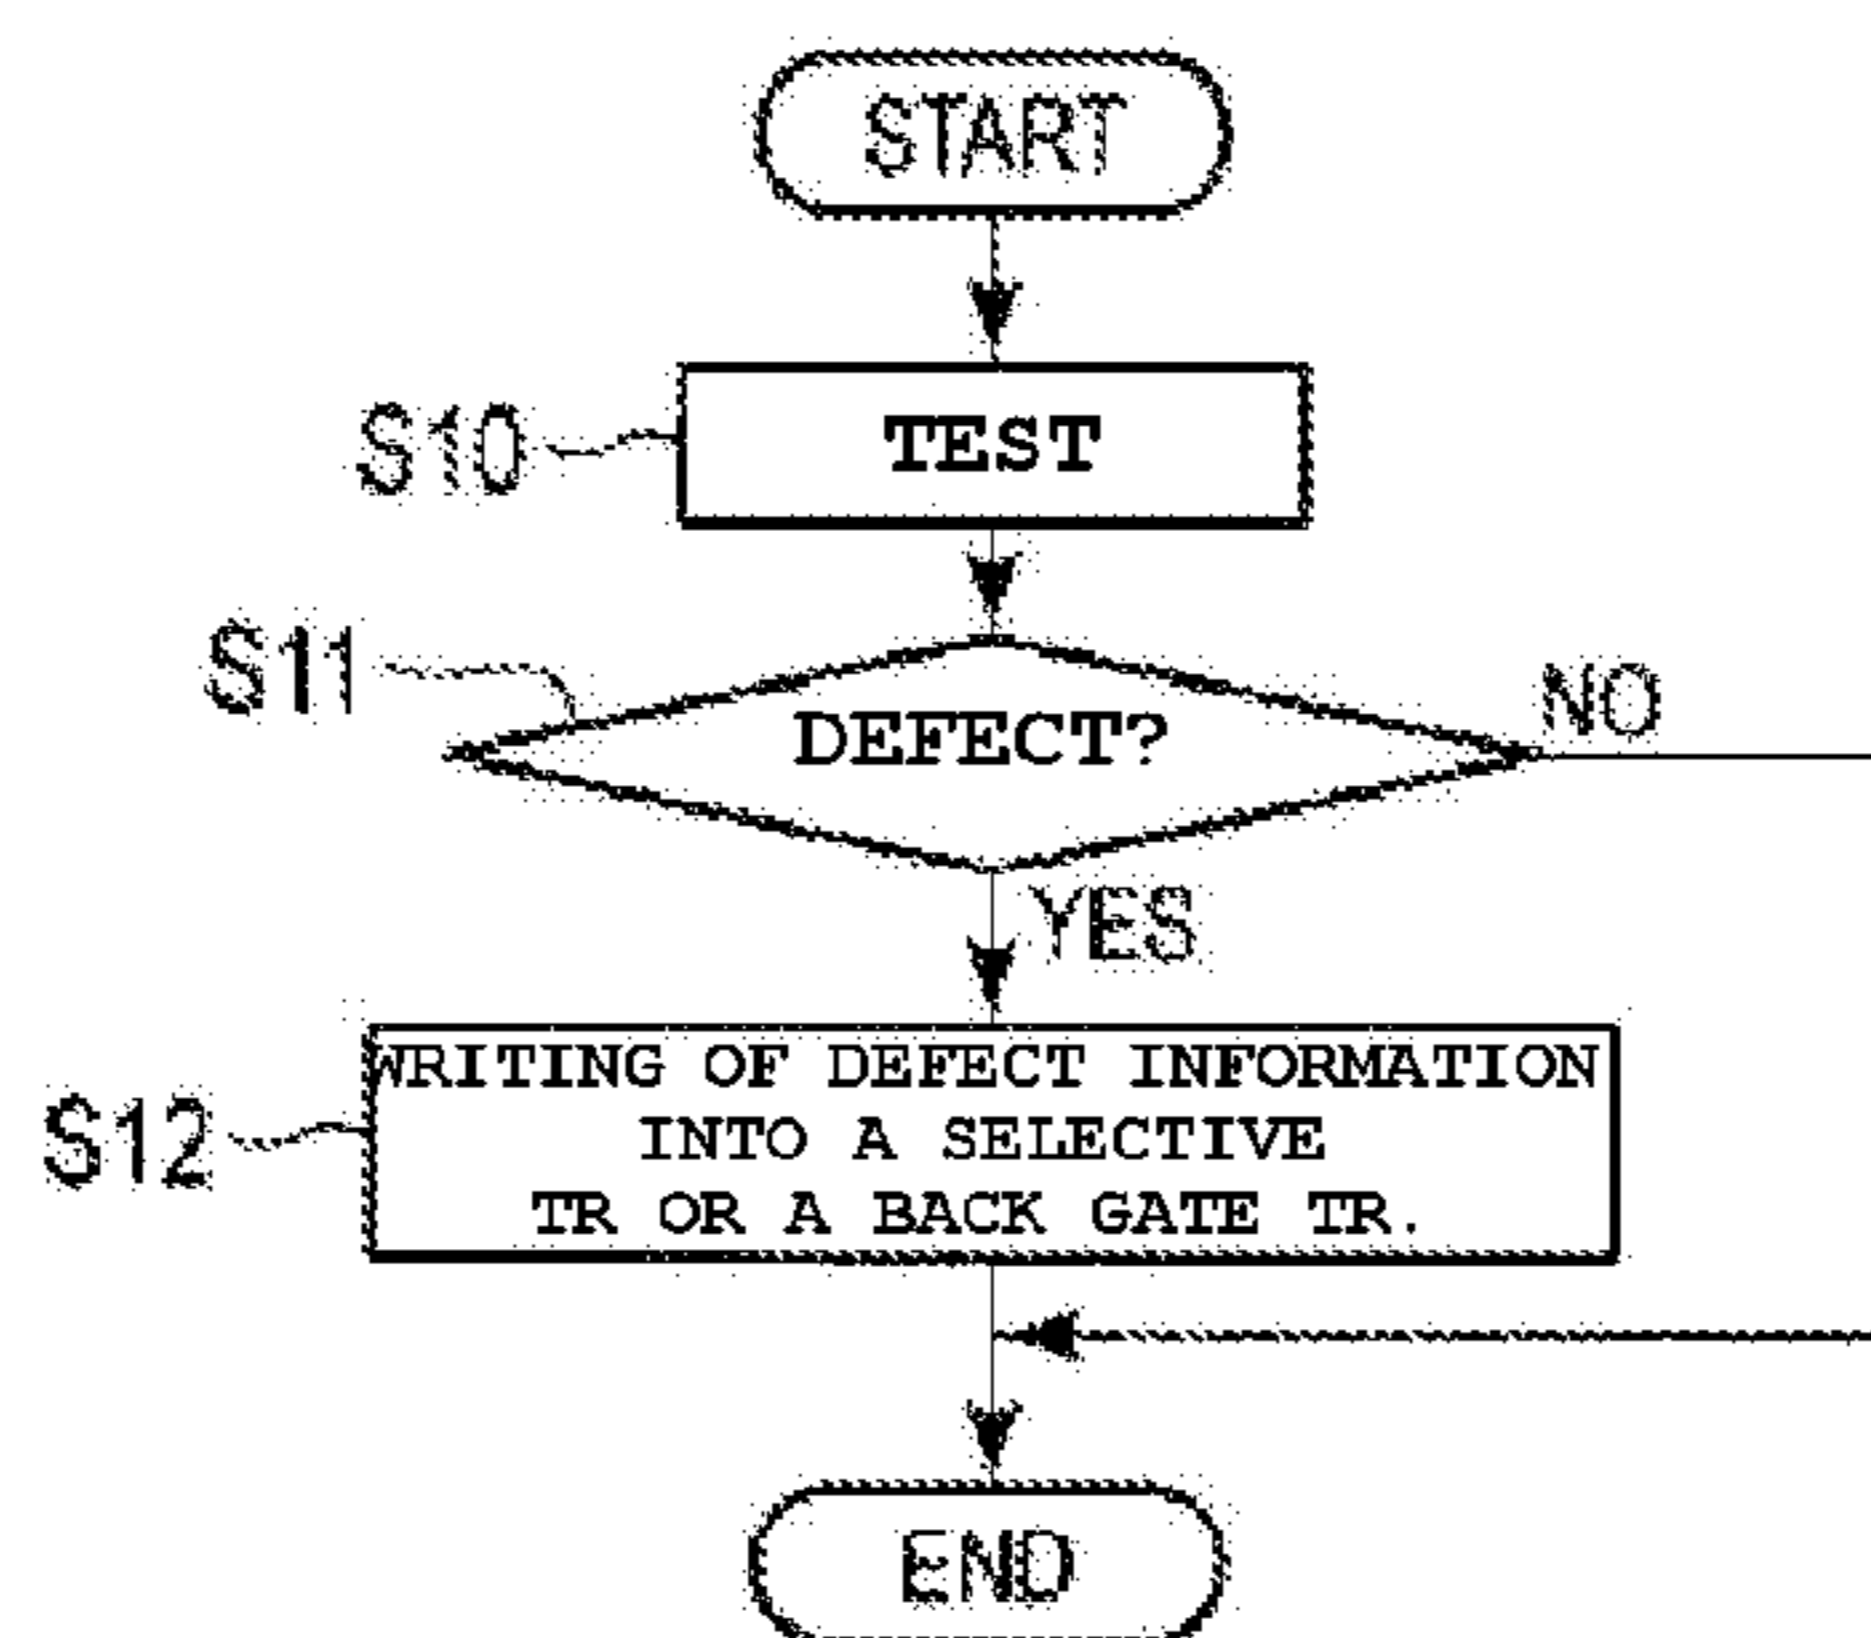 START
S10
TEST
S11
DEFECT?
NO
YES
S12
WRITING OF DEFECT INFORMATION
INTO A SELECTIVE
TR OR A BACK GATE TR.
END